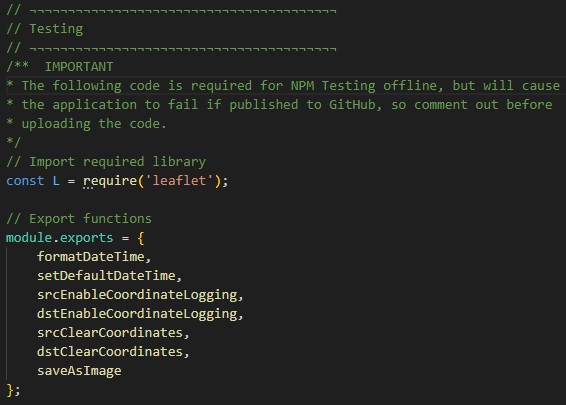 // ¬¬¬¬¬¬¬¬¬¬¬¬¬¬¬¬¬¬¬¬¬¬¬¬¬¬¬¬¬¬¬¬¬¬¬¬¬¬¬¬
// Testing
// ¬¬¬¬¬¬¬¬¬¬¬¬¬¬¬¬¬¬¬¬¬¬¬¬¬¬¬¬¬¬¬¬¬¬¬¬¬¬¬¬
/**  IMPORTANT
* The following code is required for NPM Testing offline, but will cause
* the application to fail if published to GitHub, so comment out before
* uploading the code.
*/
// Import required library
const L = require('leaflet');

// Export functions
module.exports = {
    formatDateTime,
    setDefaultDateTime,
    srcEnableCoordinateLogging,
    dstEnableCoordinateLogging,
    srcClearCoordinates,
    dstClearCoordinates,
    saveAsImage
};